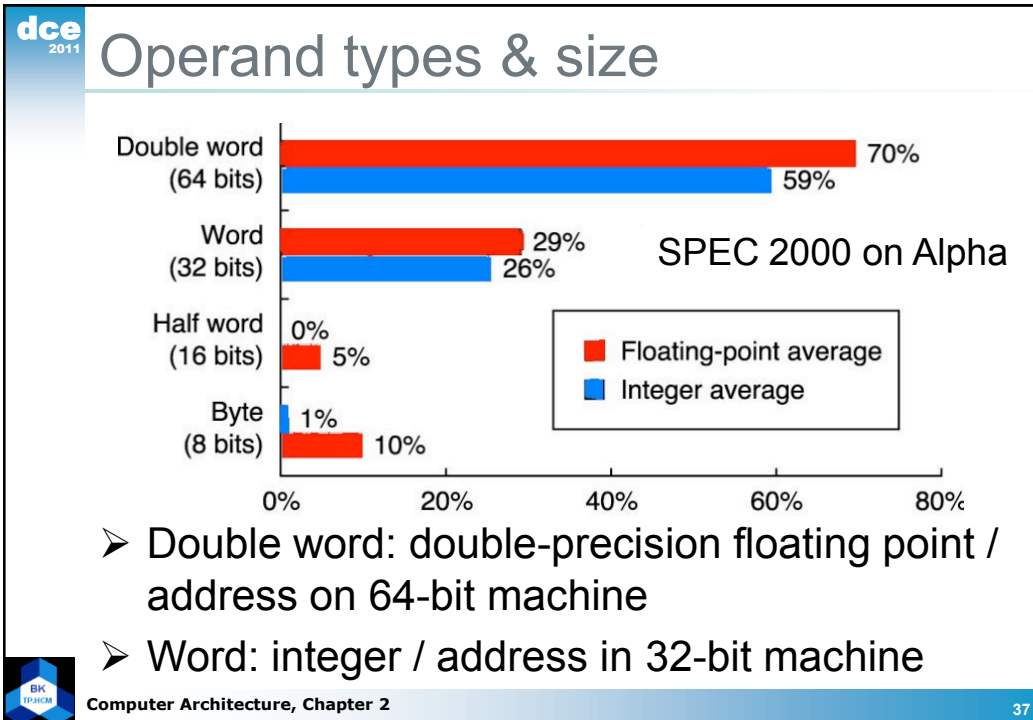 dce
2011
Operand types & size
Double word
(64 bits)
70%
59%
Word
(32 bits)
29%
26%
SPEC 2000 on Alpha
Half word
(16 bits)
0%
5%
Floating-point average
Integer average
Byte
(8 bits)
1%
10%
0% 20% 40% 60% 80%
➢ Double word: double-precision floating point /
address on 64-bit machine
➢ Word: integer / address in 32-bit machine
BK
TP.HCM
Computer Architecture, Chapter 2
37